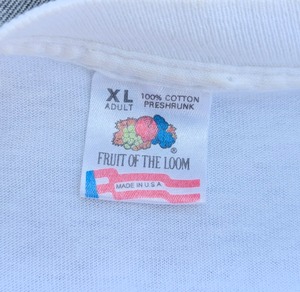 XL 100% COTTON
ADULT PRESHRUNK
®
FRUIT OF THE LOOM
MADE IN U.S.A.